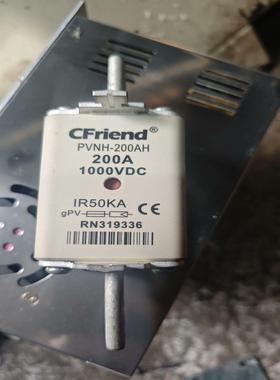 CFriend®
PVNH-200AH
200A
1000VDC
IR50KA
gPV CE
RN319336